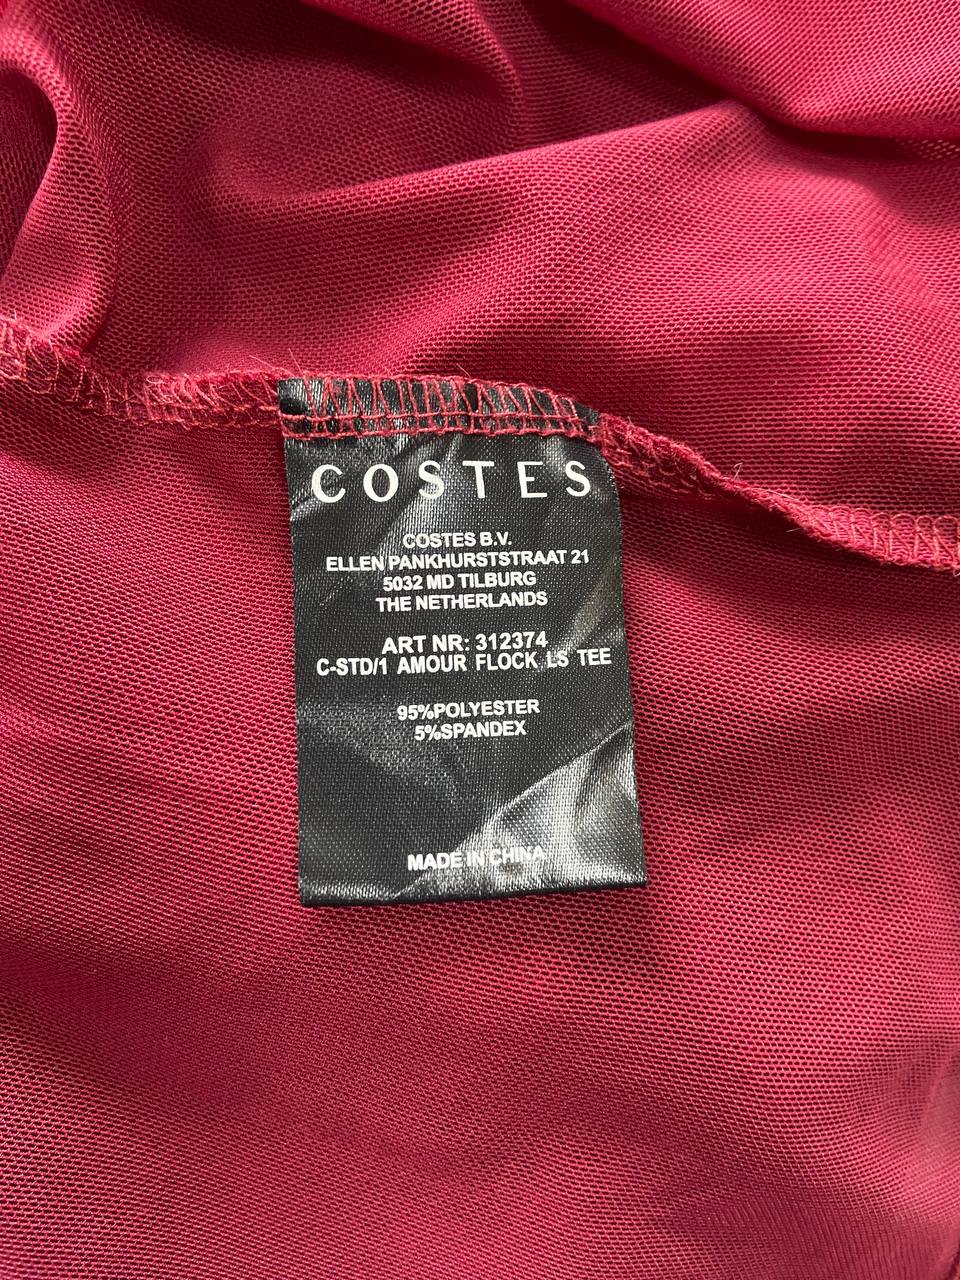 COSTES
COSTES B.V.
ELLEN PANKHURSTSTRAAT 21
5032 MD TILBURG
THE NETHERLANDS
ART NR: 312374
C-STD/1 AMOUR FLOCK LS TEE
95%POLYESTER
5%SPANDEX
MADE IN CHINA